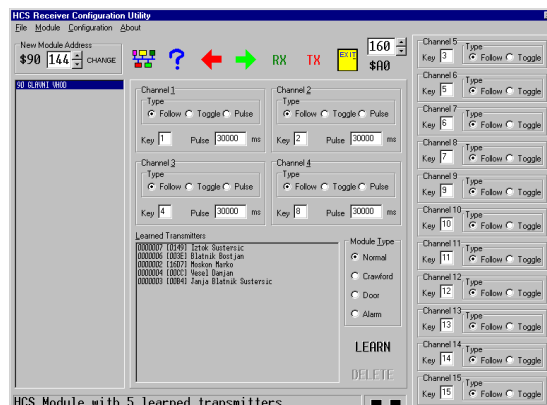 HCS Receiver Configuration Utility
File Module Configuration About
New Module Address
$90 144 CHANGE
RX TX EXIT
160
$A0
90 GLAVNI VHOD
Channel 1
Type
Follow Toggle Pulse
Key 1 Pulse 30000 ms
Channel 2
Type
Follow Toggle Pulse
Key 2 Pulse 30000 ms
Channel 3
Type
Follow Toggle Pulse
Key 4 Pulse 30000 ms
Channel 4
Type
Follow Toggle Pulse
Key 8 Pulse 30000 ms
Learned Transmitters
0000007 [0149] Iztok Sustersic
0000006 [003E] Blatnik Bostjan
0000002 [16D7] Moskon Marko
0000004 [00CC] Vesel Damjan
0000003 [00B4] Janja Blatnik Sustersic
Module Type
Normal
Crawford
Door
Alarm
LEARN
DELETE
HCS Module with 5 learned transmitters
Channel 5
Type
Key 3 Follow Toggle
Channel 6
Type
Key 5 Follow Toggle
Channel 7
Type
Key 6 Follow Toggle
Channel 8
Type
Key 7 Follow Toggle
Channel 9
Type
Key 9 Follow Toggle
Channel 10
Type
Key 10 Follow Toggle
Channel 11
Type
Key 11 Follow Toggle
Channel 12
Type
Key 12 Follow Toggle
Channel 13
Type
Key 13 Follow Toggle
Channel 14
Type
Key 14 Follow Toggle
Channel 15
Type
Key 15 Follow Toggle